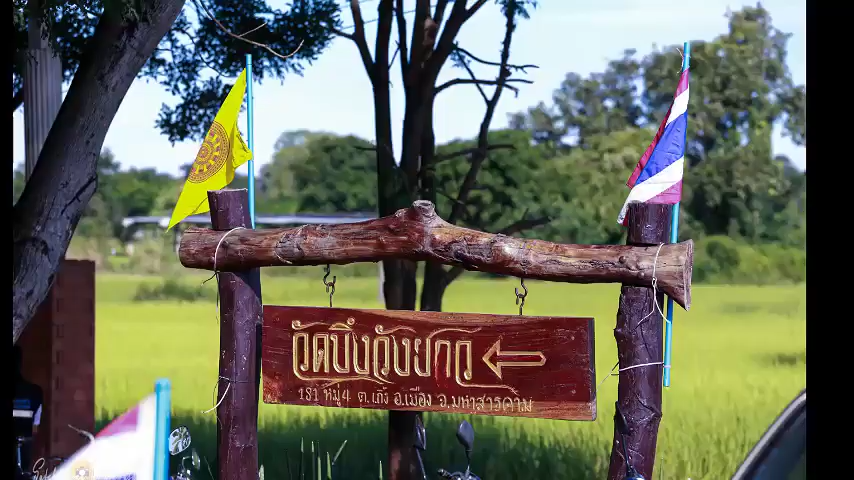 วัดบึงวังยาว
181 หมู่4 ต.เกิ้ง อ.เมือง จ.มหาสารคาม